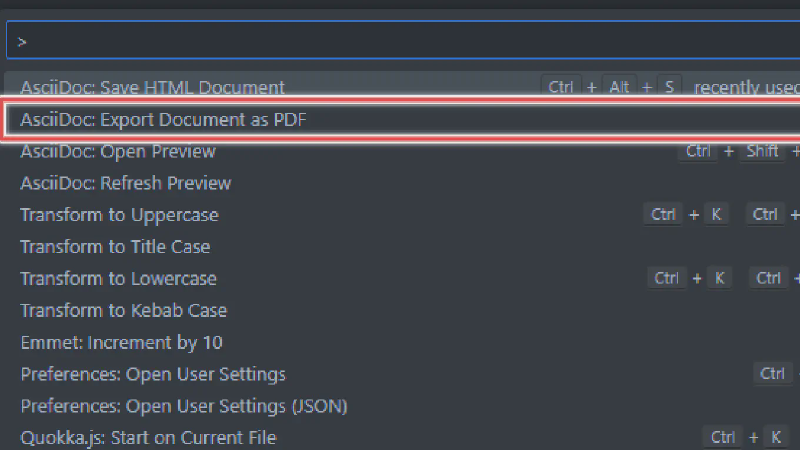 >
AsciiDoc: Save HTML Document Ctrl + Alt + S recently used
AsciiDoc: Export Document as PDF
AsciiDoc: Open Preview Ctrl + Shift +
AsciiDoc: Refresh Preview
Transform to Uppercase Ctrl + K Ctrl +
Transform to Title Case
Transform to Lowercase Ctrl + K Ctrl +
Transform to Kebab Case
Emmet: Increment by 10
Preferences: Open User Settings Ctrl
Preferences: Open User Settings (JSON)
Quokka.js: Start on Current File Ctrl + K